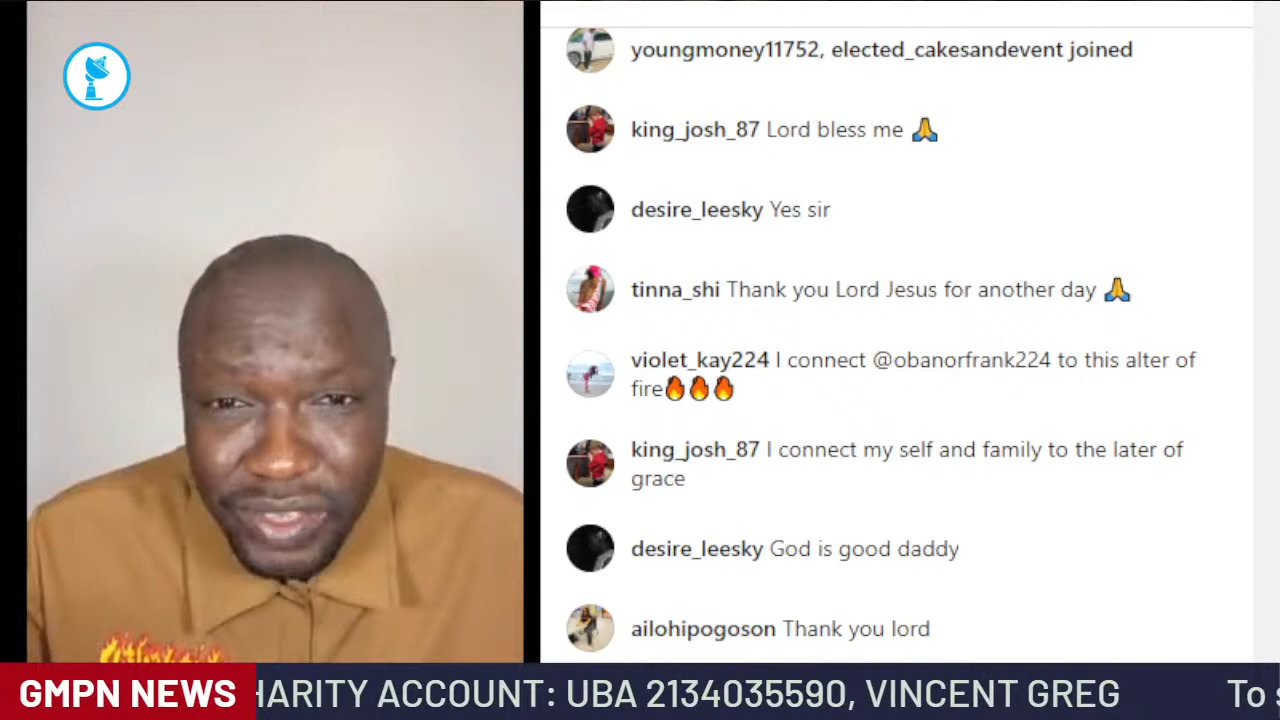 youngmoney11752, elected_cakesandevent joined
king_josh_87 Lord bless me 🙏
desire_leesky Yes sir
tinna_shi Thank you Lord Jesus for another day 🙏
violet_kay224 I connect @obanorfrank224 to this alter of
fire🔥🔥🔥
king_josh_87 I connect my self and family to the later of
grace
desire_leesky God is good daddy
ailohipogoson Thank you lord
GMPN NEWS HARITY ACCOUNT: UBA 2134035590, VINCENT GREG To